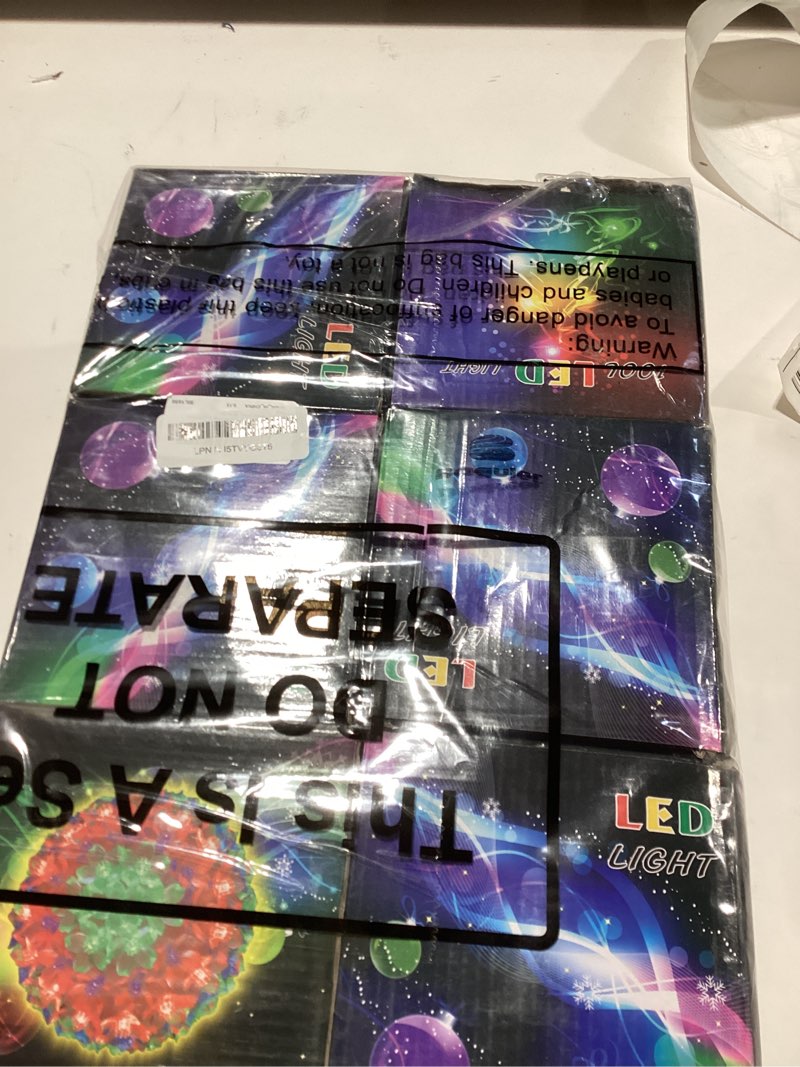 Warning:
To avoid danger of suffocation, keep this plastic
babies and children. Do not use this bag in cribs,
or playpens. This bag is not a toy.
100L LED LIGHT
LED
LIGHT
LED
LIGHT
This Is A Se
DO NOT
SEPARATE
LED
LIGHT